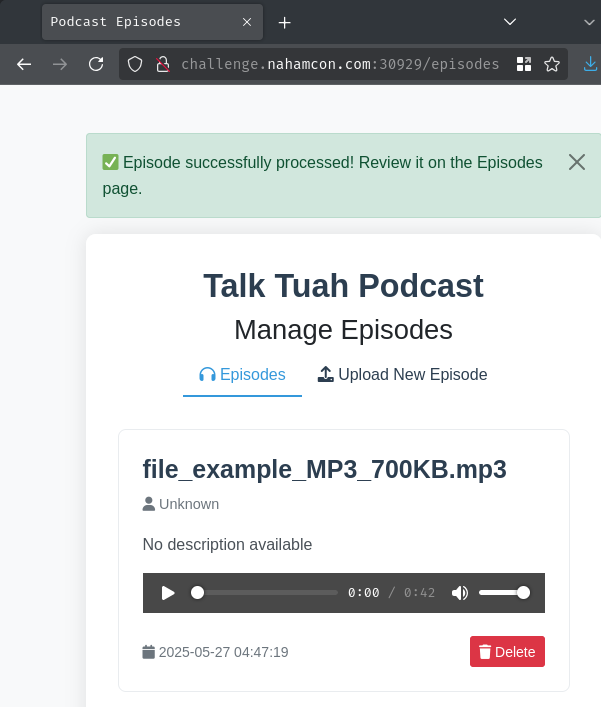 Podcast Episodes
challenge.nahamcon.com:30929/episodes
✅ Episode successfully processed! Review it on the Episodes
page.
Talk Tuah Podcast
Manage Episodes
Episodes
Upload New Episode
file_example_MP3_700KB.mp3
Unknown
No description available
0:00 / 0:42
2025-05-27 04:47:19
Delete